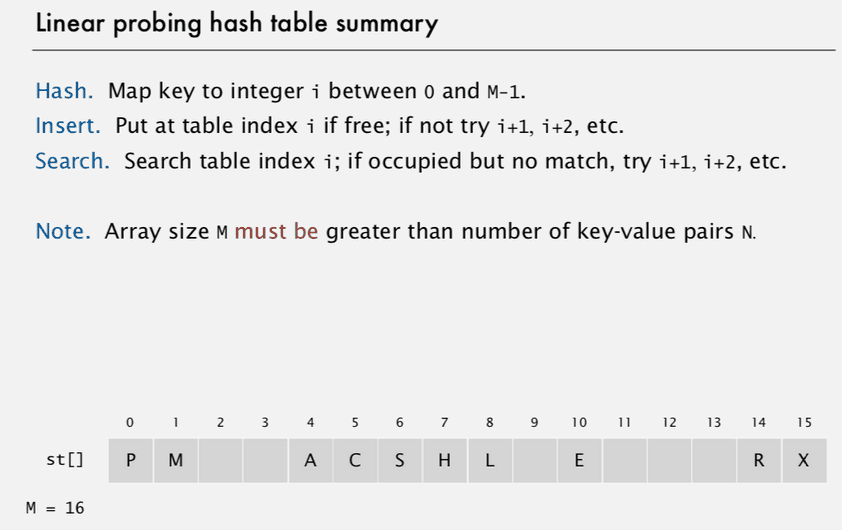 Linear probing hash table summary
Hash. Map key to integer i between 0 and M-1.
Insert. Put at table index i if free; if not try i+1, i+2, etc.
Search. Search table index i; if occupied but no match, try i+1, i+2, etc.
Note. Array size M must be greater than number of key-value pairs N.
0 1 2 3 4 5 6 7 8 9 10 11 12 13 14 15
st[] P M A C S H L E R X
M = 16